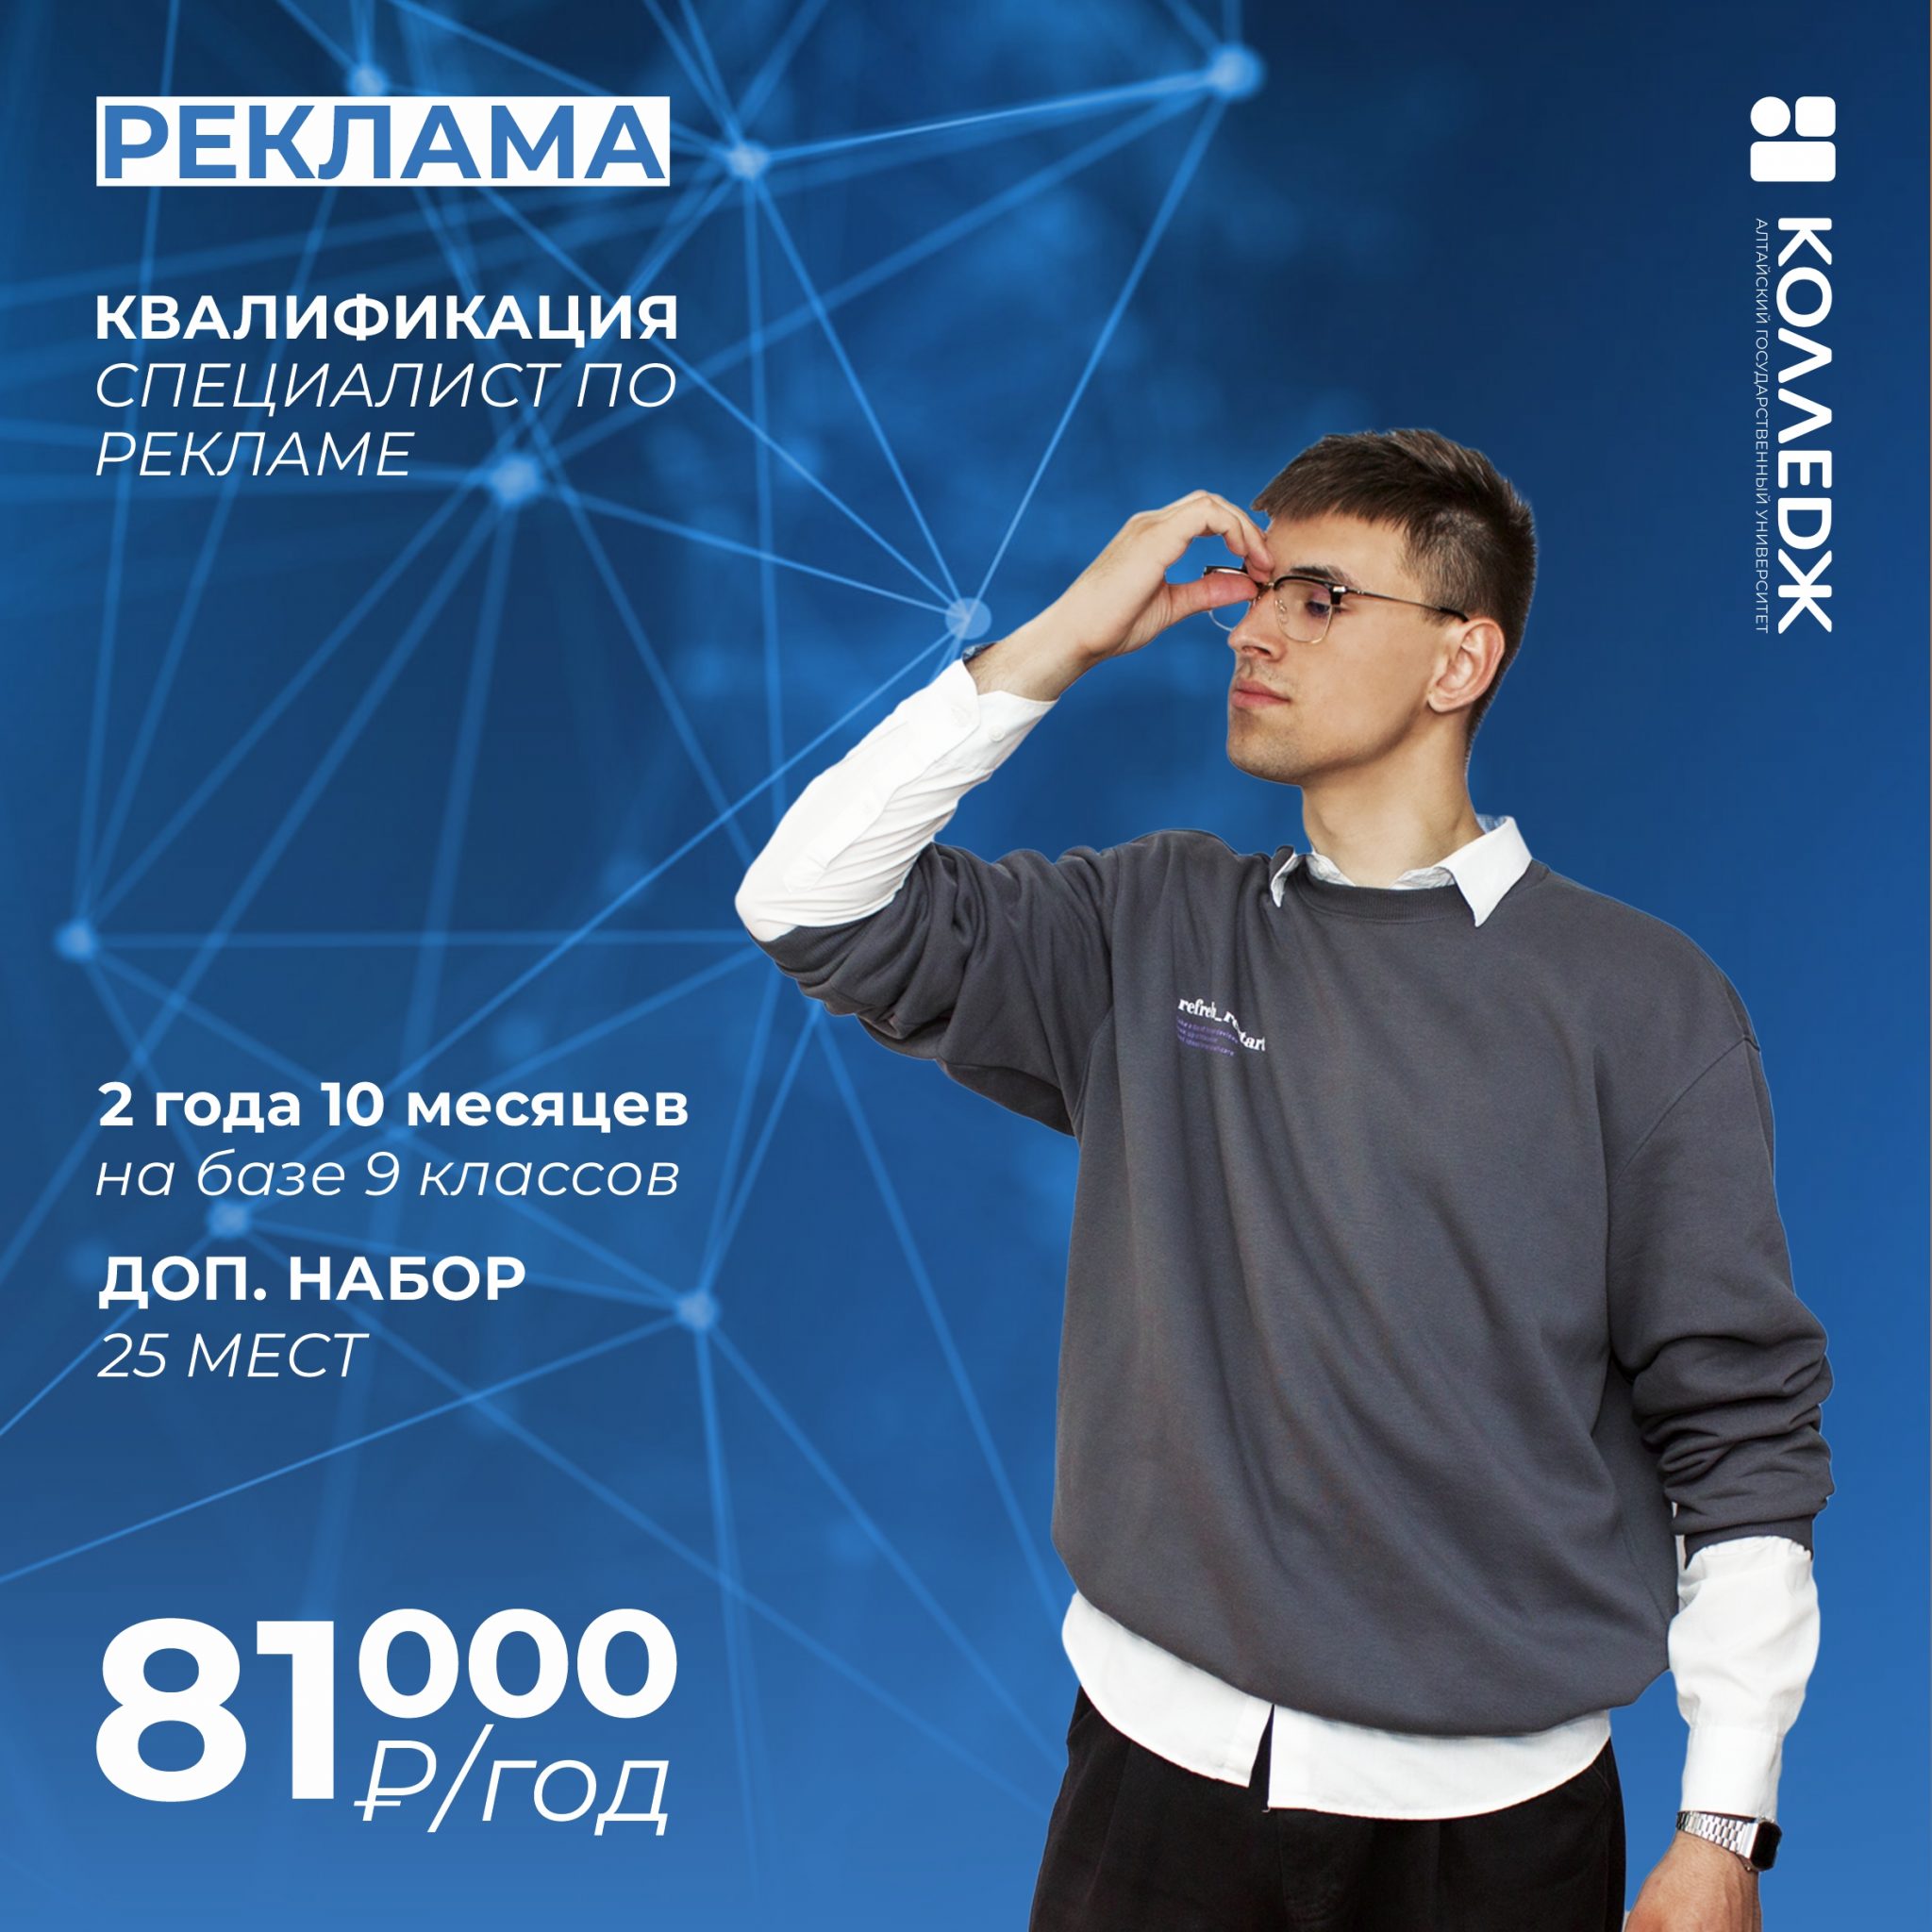 РЕКЛАМА
КВАЛИФИКАЦИЯ
СПЕЦИАЛИСТ ПО
РЕКЛАМЕ
2 года 10 месяцев
на базе 9 классов
ДОП. НАБОР
25 МЕСТ
81 000
₽/год
КОЛЛЕДЖ
АЛТАЙСКИЙ ГОСУДАРСТВЕННЫЙ УНИВЕРСИТЕТ